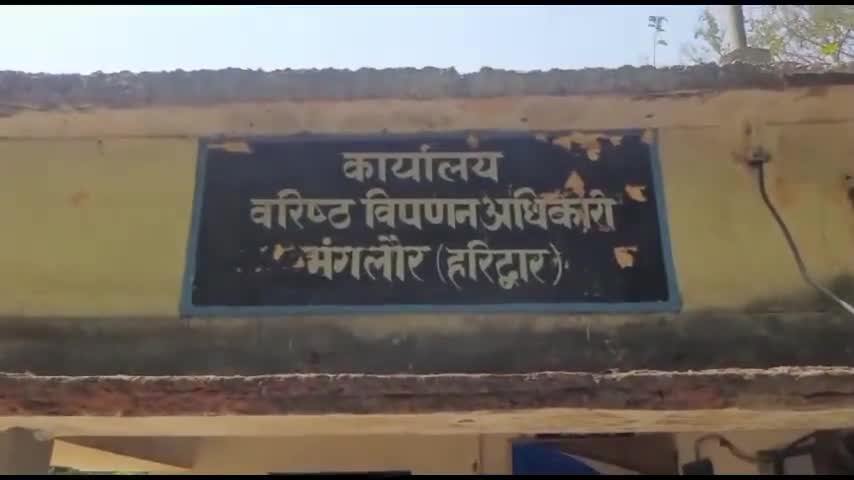 कार्यालय
वरिष्ठ विपणन अधिकारी
मंगलौर (हरिद्वार)